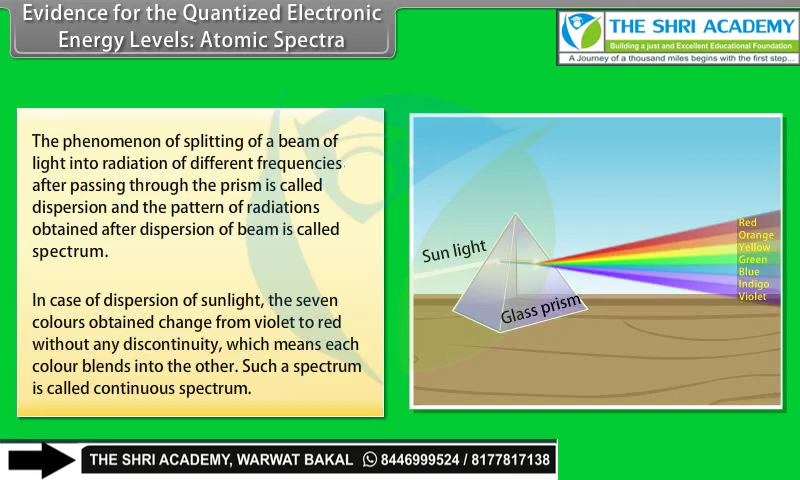 Evidence for the Quantized Electronic
Energy Levels: Atomic Spectra
THE SHRI ACADEMY
Building a just and Excellent Educational Foundation
A Journey of a thousand miles begins with the first step...
The phenomenon of splitting of a beam of
light into radiation of different frequencies
after passing through the prism is called
dispersion and the pattern of radiations
obtained after dispersion of beam is called
spectrum.
In case of dispersion of sunlight, the seven
colours obtained change from violet to red
without any discontinuity, which means each
colour blends into the other. Such a spectrum
is called continuous spectrum.
Sun light
Glass prism
Red
Orange
Yellow
Green
Blue
Indigo
Violet
THE SHRI ACADEMY, WARWAT BAKAL 8446999524 / 8177817138